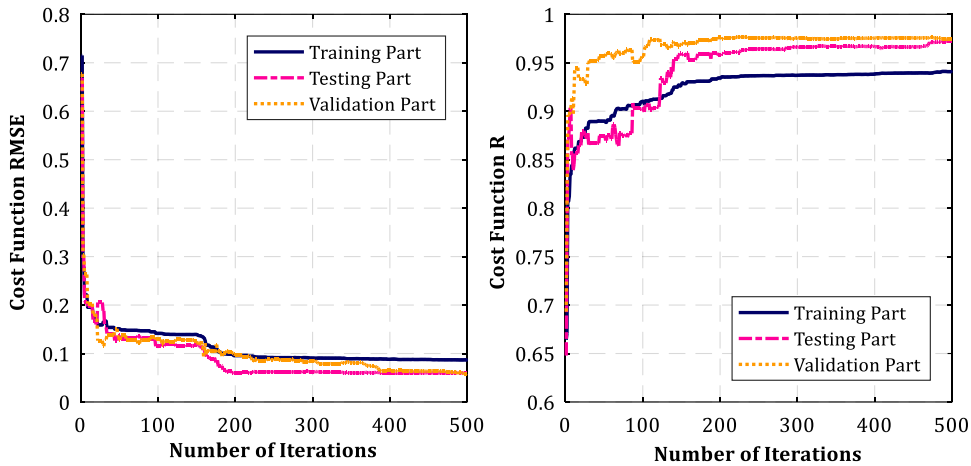 Cost Function RMSE
0.8
0.7
0.6
0.5
0.4
0.3
0.2
0.1
0
0 100 200 300 400 500
Number of Iterations
Training Part
Testing Part
Validation Part
Cost Function R
1
0.95
0.9
0.85
0.8
0.75
0.7
0.65
0.6
0 100 200 300 400 500
Number of Iterations
Training Part
Testing Part
Validation Part